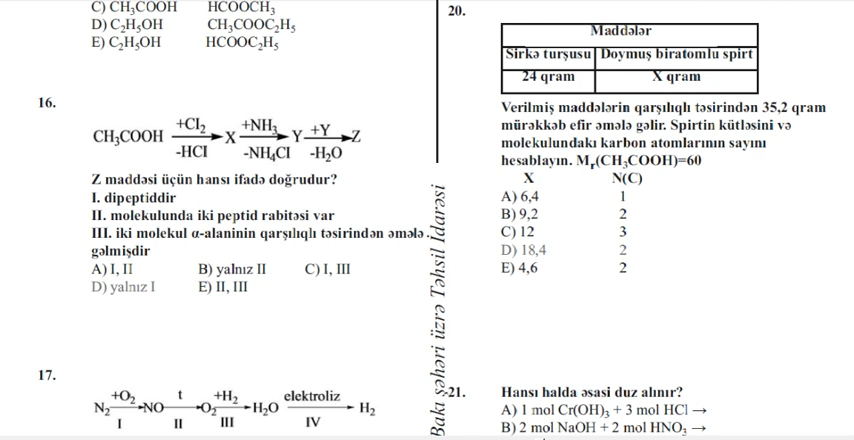 C) CH₃COOH HCOOCH₃
D) C₂H₅OH CH₃COOC₂H₅
E) C₂H₅OH HCOOC₂H₅
16.
CH₃COOH +Cl₂ -HCl X +NH₃ -NH₄Cl Y +Y -H₂O Z
Z maddəsi üçün hansı ifadə doğrudur?
I. dipeptiddir
II. molekulunda iki peptid rabitəsi var
III. iki molekul α-alaninin qarşılıqlı təsirindən əmələ
gəlmişdir
A) I, II B) yalnız II C) I, III
D) yalnız I E) II, III
17.
N₂ +O₂ I NO t II O₂ +H₂ III H₂O elektroliz IV H₂
Bakı şəhəri üzrə Təhsil İdarəsi
20.
Maddələr
Sirkə turşusu Doymuş biratomlu spirt
24 qram X qram
Verilmiş maddələrin qarşılıqlı təsirindən 35,2 qram
mürəkkəb efir əmələ gəlir. Spirtin kütləsini və
molekulundakı karbon atomlarının sayını
hesablayın. Mᵣ(CH₃COOH)=60
X N(C)
A) 6,4 1
B) 9,2 2
C) 12 3
D) 18,4 2
E) 4,6 2
21. Hansı halda əsasi duz alınır?
A) 1 mol Cr(OH)₃ + 3 mol HCl →
B) 2 mol NaOH + 2 mol HNO₃ →